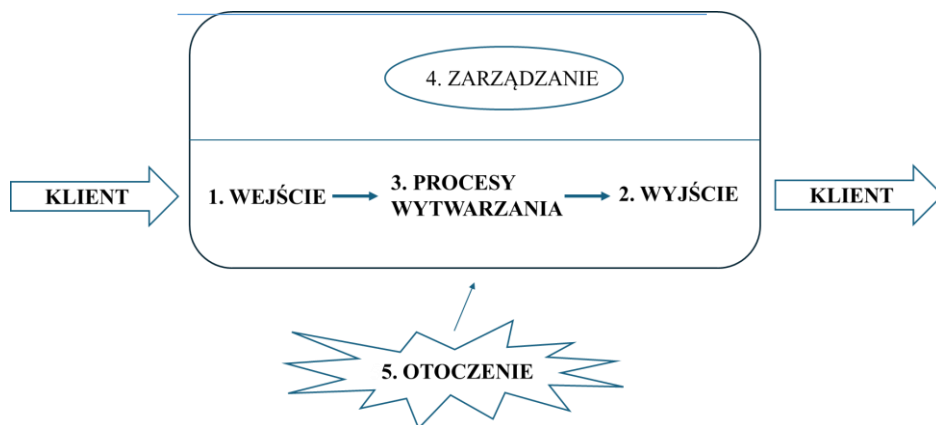 4. ZARZĄDZANIE
KLIENT
1. WEJŚCIE
3. PROCESY
WYTWARZANIA
2. WYJŚCIE
KLIENT
5. OTOCZENIE